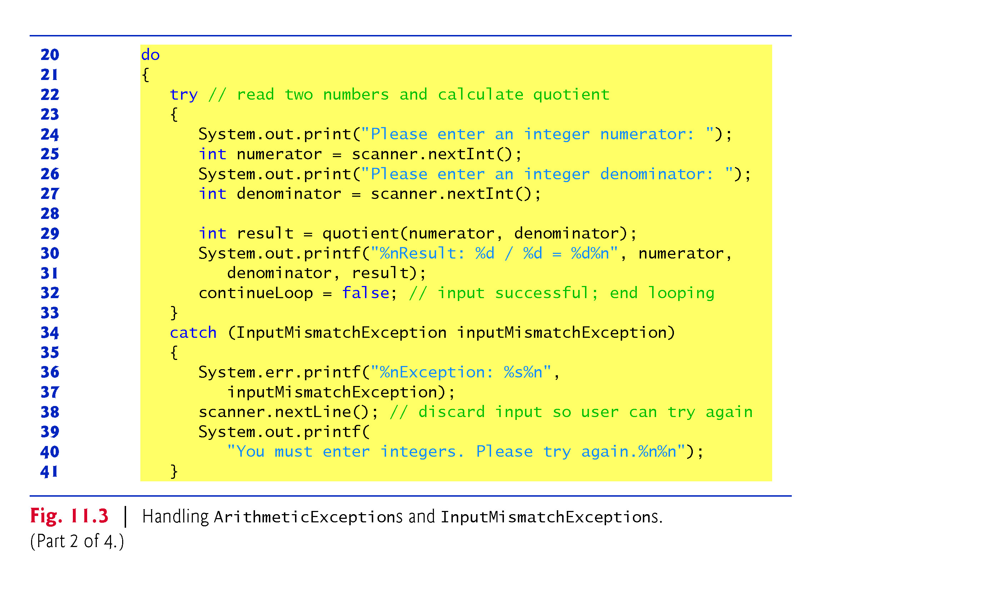 20 do
21 {
22    try // read two numbers and calculate quotient
23    {
24       System.out.print("Please enter an integer numerator: ");
25       int numerator = scanner.nextInt();
26       System.out.print("Please enter an integer denominator: ");
27       int denominator = scanner.nextInt();
28
29       int result = quotient(numerator, denominator);
30       System.out.printf("%nResult: %d / %d = %d%n", numerator,
31          denominator, result);
32       continueLoop = false; // input successful; end looping
33    }
34    catch (InputMismatchException inputMismatchException)
35    {
36       System.err.printf("%nException: %s%n",
37          inputMismatchException);
38       scanner.nextLine(); // discard input so user can try again
39       System.out.printf(
40          "You must enter integers. Please try again.%n%n");
41    }
Fig. 11.3 | Handling ArithmeticExceptions and InputMismatchExceptions.
(Part 2 of 4.)